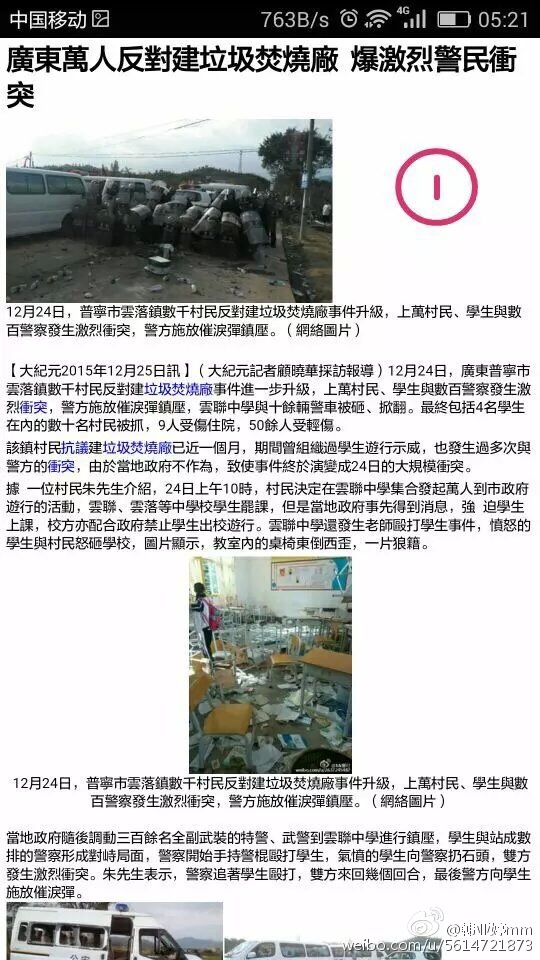 中国移动 763B/s 4G 05:21
廣東萬人反對建垃圾焚燒廠 爆激烈警民衝
突
12月24日，普寧市雲落鎮數千村民反對建垃圾焚燒廠事件升級，上萬村民、學生與數
百警察發生激烈衝突，警方施放催淚彈鎮壓。（網絡圖片）
【大紀元2015年12月25日訊】（大紀元記者顧曉華採訪報導）12月24日，廣東普寧市
雲落鎮數千村民反對建垃圾焚燒廠事件進一步升級，上萬村民、學生與數百警察發生激
烈衝突，警方施放催淚彈鎮壓，雲聯中學與十餘輛警車被砸、掀翻。最終包括4名學生
在內的數十名村民被抓，9人受傷住院，50餘人受輕傷。
該鎮村民抗議建垃圾焚燒廠已近一個月，期間曾組織過學生遊行示威，也發生過多次與
警方的衝突，由於當地政府不作為，致使事件終於演變成24日的大規模衝突。
據 一位村民朱先生介紹，24日上午10時，村民決定在雲聯中學集合發起萬人到市政府
遊行的活動，雲聯、雲落等中學校學生罷課，但是當地政府事先得到消息，強 迫學生
上課，校方亦配合政府禁止學生出校遊行。雲聯中學還發生老師毆打學生事件，憤怒的
學生與村民怒砸學校，圖片顯示，教室內的桌椅東倒西歪，一片狼籍。
12月24日，普寧市雲落鎮數千村民反對建垃圾焚燒廠事件升級，上萬村民、學生與數
百警察發生激烈衝突，警方施放催淚彈鎮壓。（網絡圖片）
當地政府隨後調動三百餘名全副武裝的特警、武警到雲聯中學進行鎮壓，學生與站成數
排的警察形成對峙局面，警察開始手持警棍毆打學生，氣憤的學生向警察扔石頭，雙方
發生激烈衝突。朱先生表示，警察追著學生毆打，雙方來回幾個回合，最後警方向學生
施放催淚彈。
公安
weibo.com/u/5614721873